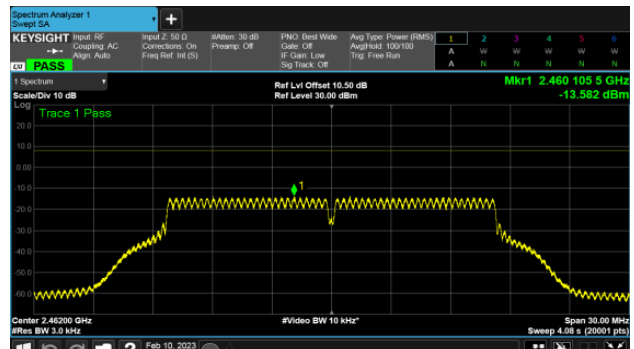 Spectrum Analyzer 1
Swept SA
+
KEYSIGHT Input: RF Input Z: 50 Ω #Atten: 30 dB PNO: Best Wide Avg Type: Power (RMS) 1 2 3 4 5 6
Coupling: AC Corrections: On Preamp: Off Gate: Off Avg|Hold: 100/100 A W W W W W
Align: Auto Freq Ref: Int (S) IF Gain: Low Trig: Free Run
LXI PASS Sig Track: Off A N N N N N
1 Spectrum Ref Lvl Offset 10.50 dB Mkr1 2.460 105 5 GHz
Scale/Div 10 dB Ref Level 30.00 dBm -13.582 dBm
Log
Trace 1 Pass
20.0
10.0
0.00
1
-10.0
-20.0
-30.0
-40.0
-50.0
-60.0
Center 2.46200 GHz #Video BW 10 kHz* Span 30.00 MHz
#Res BW 3.0 kHz Sweep 4.08 s (20001 pts)
? Feb 10, 2023